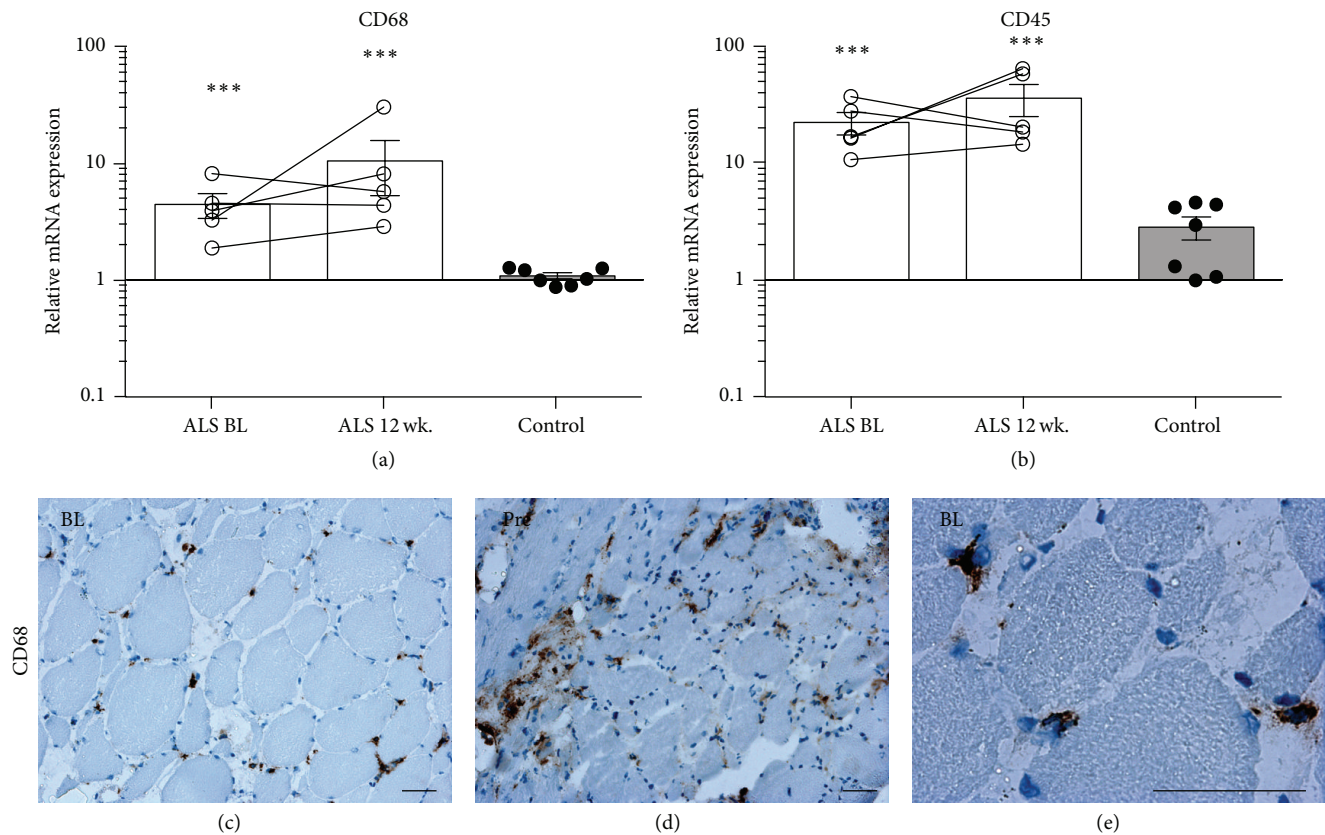 CD68
100
10
1
0.1
Relative mRNA expression
***
***
ALS BL
ALS 12 wk.
Control
(a)
CD45
100
10
1
0.1
Relative mRNA expression
***
***
ALS BL
ALS 12 wk.
Control
(b)
CD68
BL
Pre
BL
(c)
(d)
(e)